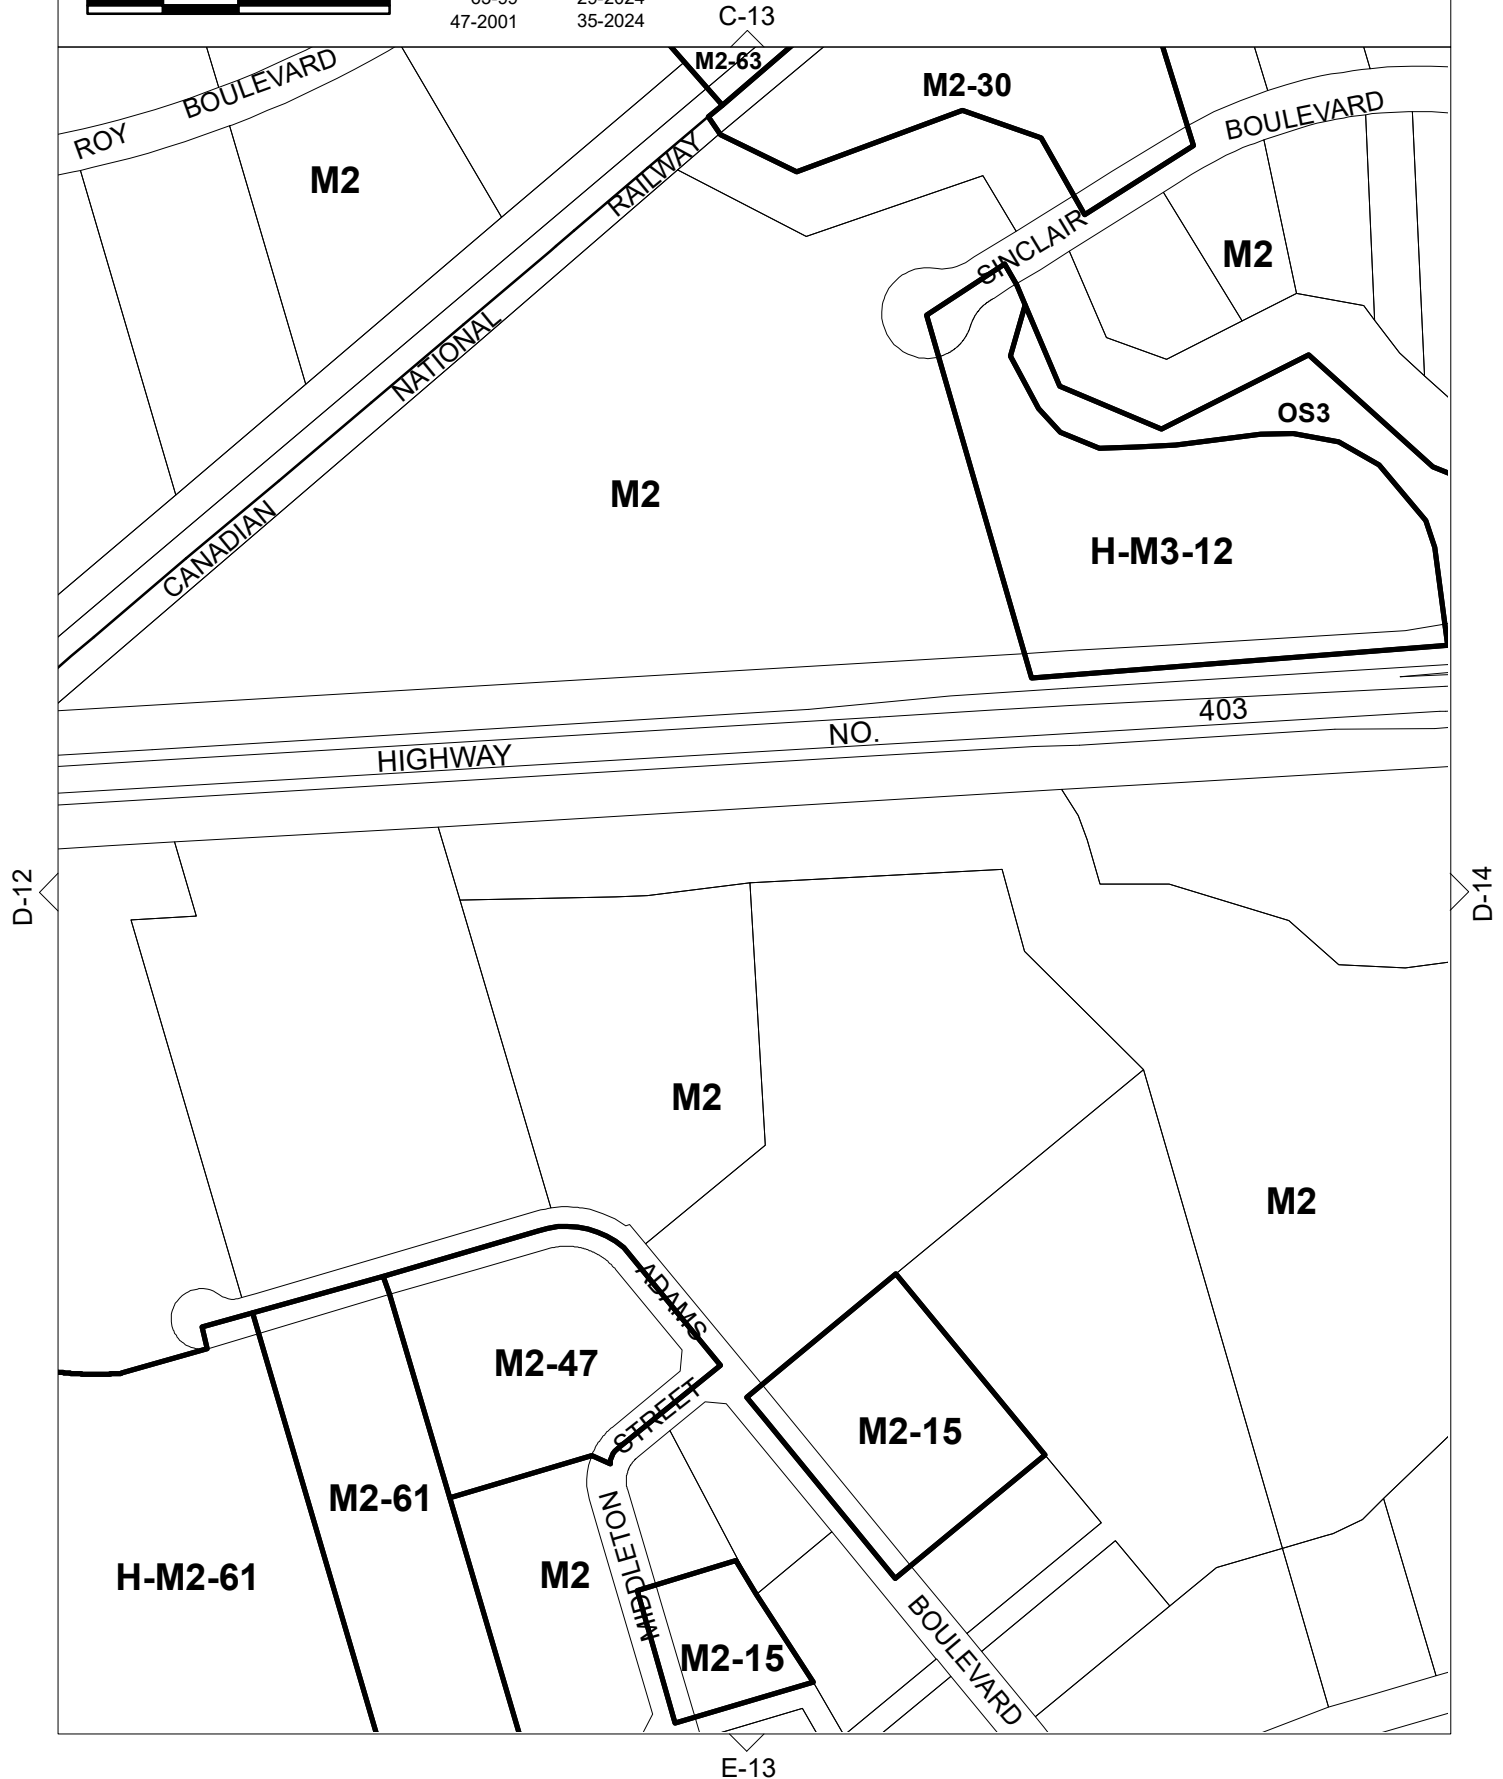 47-2001 35-2024
C-13
M2-63
M2-30
ROY BOULEVARD
BOULEVARD
SINCLAIR
M2
CANADIAN NATIONAL RAILWAY
M2
OS3
M2
H-M3-12
HIGHWAY NO. 403
D-12
D-14
M2
M2
ADAMS
M2-47
STREET
M2-15
M2-61
MIDDLETON
H-M2-61
M2
M2-15
BOULEVARD
E-13